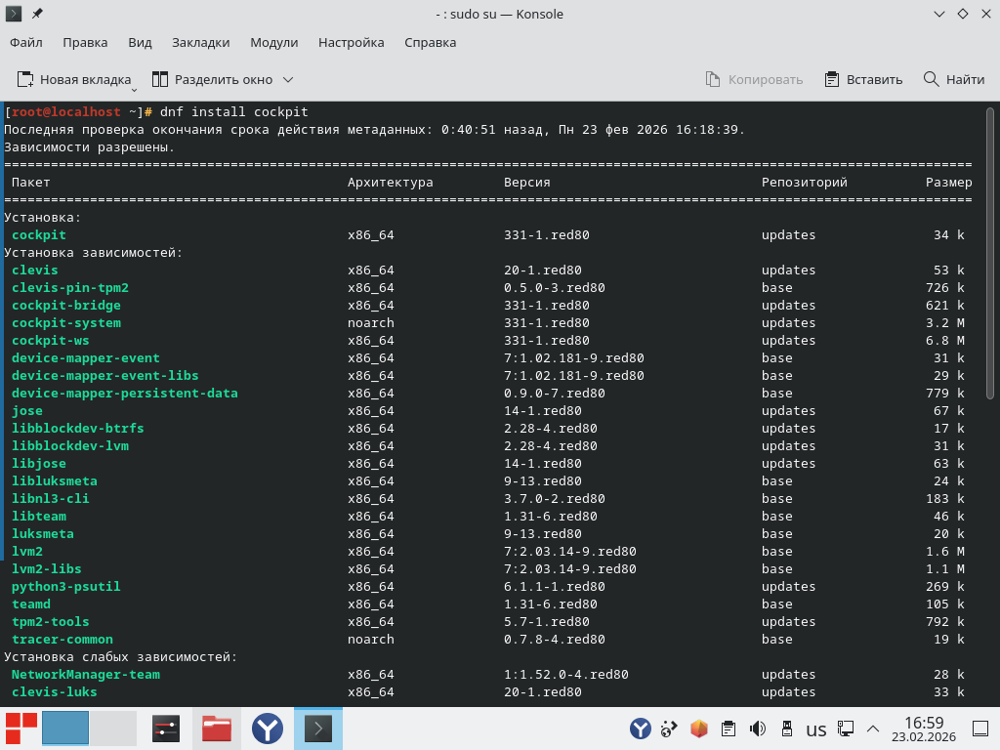 - : sudo su — Konsole
Файл Правка Вид Закладки Модули Настройка Справка
Новая вкладка Разделить окно Копировать Вставить Найти
[root@localhost ~]# dnf install cockpit
Последняя проверка окончания срока действия метаданных: 0:40:51 назад, Пн 23 фев 2026 16:18:39.
Зависимости разрешены.
============================================================================================================================
Пакет Архитектура Версия Репозиторий Размер
============================================================================================================================
Установка:
cockpit x86_64 331-1.red80 updates 34 k
Установка зависимостей:
clevis x86_64 20-1.red80 updates 53 k
clevis-pin-tpm2 x86_64 0.5.0-3.red80 base 726 k
cockpit-bridge x86_64 331-1.red80 updates 621 k
cockpit-system noarch 331-1.red80 updates 3.2 M
cockpit-ws x86_64 331-1.red80 updates 6.8 M
device-mapper-event x86_64 7:1.02.181-9.red80 base 31 k
device-mapper-event-libs x86_64 7:1.02.181-9.red80 base 29 k
device-mapper-persistent-data x86_64 0.9.0-7.red80 base 779 k
jose x86_64 14-1.red80 updates 67 k
libblockdev-btrfs x86_64 2.28-4.red80 updates 17 k
libblockdev-lvm x86_64 2.28-4.red80 updates 31 k
libjose x86_64 14-1.red80 updates 63 k
libluksmeta x86_64 9-13.red80 base 24 k
libnl3-cli x86_64 3.7.0-2.red80 base 183 k
libteam x86_64 1.31-6.red80 base 46 k
luksmeta x86_64 9-13.red80 base 20 k
lvm2 x86_64 7:2.03.14-9.red80 base 1.6 M
lvm2-libs x86_64 7:2.03.14-9.red80 base 1.1 M
python3-psutil x86_64 6.1.1-1.red80 updates 269 k
teamd x86_64 1.31-6.red80 base 105 k
tpm2-tools x86_64 5.7-1.red80 updates 792 k
tracer-common noarch 0.7.8-4.red80 base 19 k
Установка слабых зависимостей:
NetworkManager-team x86_64 1:1.52.0-4.red80 updates 28 k
clevis-luks x86_64 20-1.red80 updates 33 k
us 16:59
23.02.2026